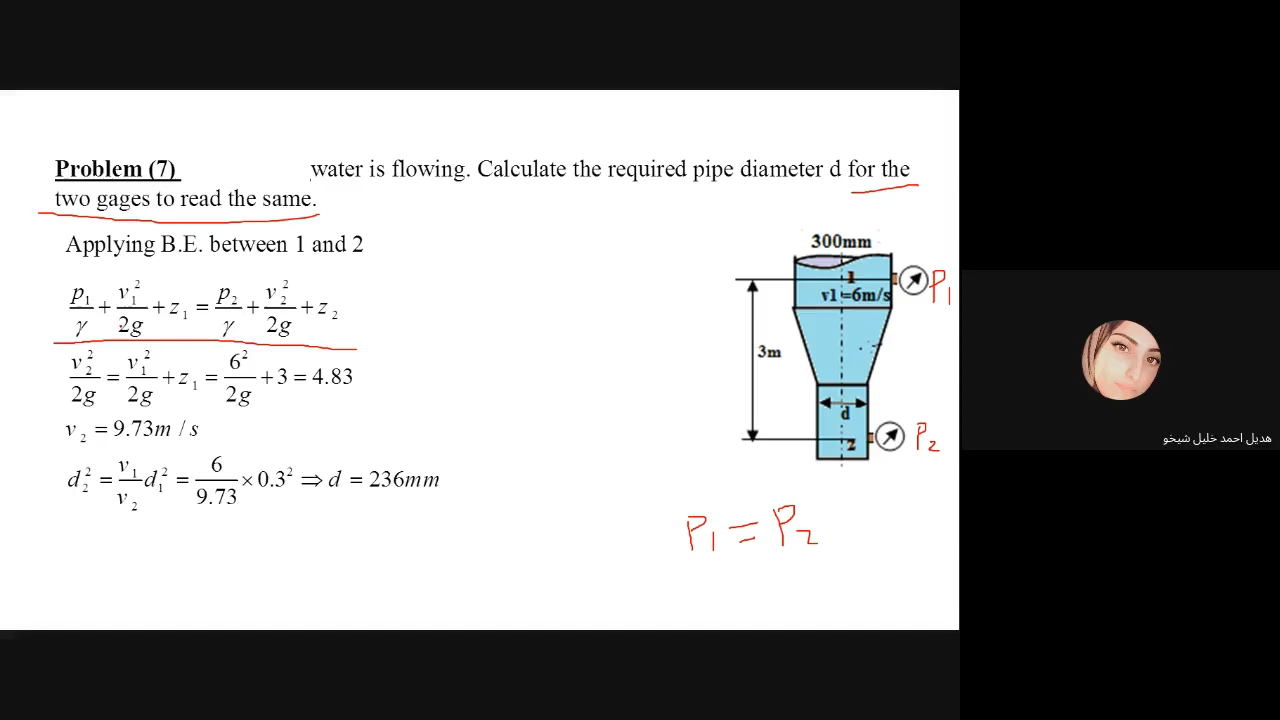 Problem (7) water is flowing. Calculate the required pipe diameter d for the
two gages to read the same.
Applying B.E. between 1 and 2
p₁/γ + v₁²/2g + z₁ = p₂/γ + v₂²/2g + z₂
v₂²/2g = v₁²/2g + z₁ = 6²/2g + 3 = 4.83
v₂ = 9.73m / s
d₂² = v₁/v₂ d₁² = 6/9.73 × 0.3² ⇒ d = 236mm
300mm
1
P₁
v1=6m/s
3m
d
2
P₂
P₁ = P₂
هديل احمد خليل شيخو